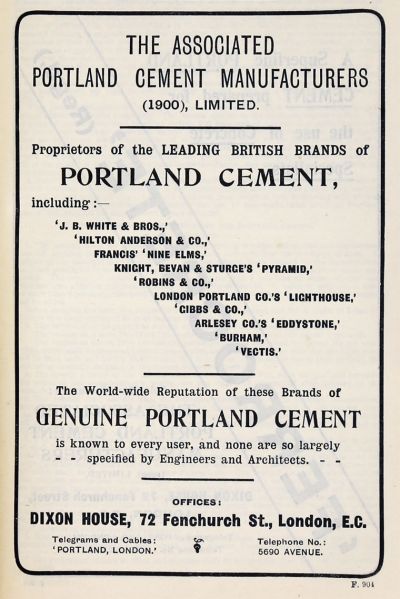 THE ASSOCIATED
PORTLAND CEMENT MANUFACTURERS
(1900), LIMITED.
Proprietors of the LEADING BRITISH BRANDS of
PORTLAND CEMENT,
including :—
'J. B. WHITE & BROS.,'
'HILTON ANDERSON & CO.,'
FRANCIS' 'NINE ELMS,'
KNIGHT, BEVAN & STURGE'S 'PYRAMID,'
'ROBINS & CO.,'
LONDON PORTLAND CO.'S 'LIGHTHOUSE,'
'GIBBS & CO.,'
ARLESEY CO.'S 'EDDYSTONE,'
'BURHAM,'
'VECTIS.'
The World-wide Reputation of these Brands of
GENUINE PORTLAND CEMENT
is known to every user, and none are so largely
- - specified by Engineers and Architects. - -
OFFICES:
DIXON HOUSE, 72 Fenchurch St., London, E.C.
Telegrams and Cables:
'PORTLAND, LONDON.'
Telephone No.:
5690 AVENUE.
F. 904